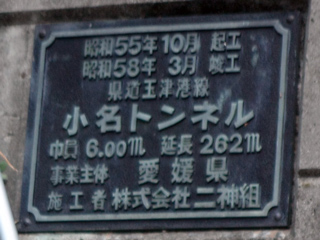 昭和55年10月 起工
昭和58年 3月 竣工
県道玉津港線
小名トンネル
巾員 6.00m 延長 262m
事業主体 愛媛県
施工者 株式会社二神組